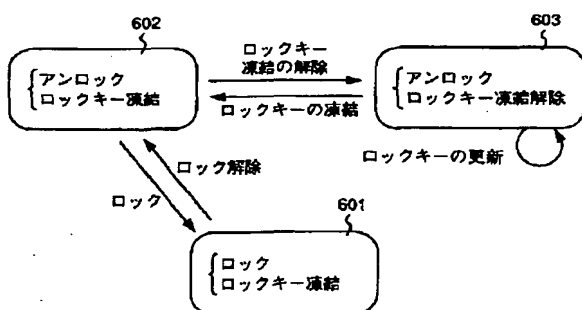 602
603
アンロック
ロックキー凍結
ロックキー
凍結の解除
ロックキーの凍結
アンロック
ロックキー凍結解除
ロックキーの更新
ロック解除
ロック
601
ロック
ロックキー凍結